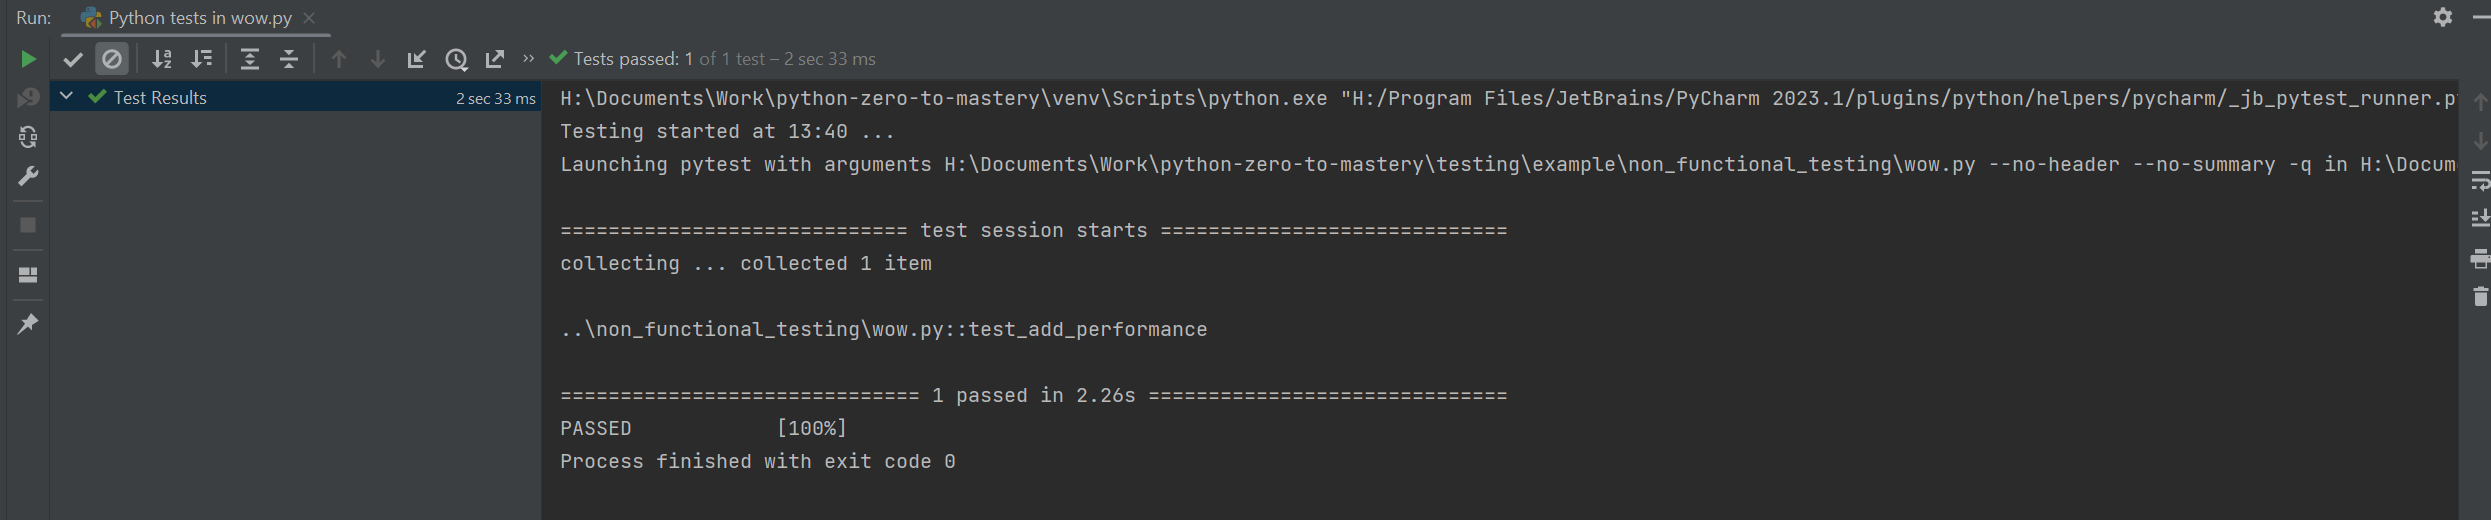 Run: Python tests in wow.py
Tests passed: 1 of 1 test – 2 sec 33 ms
Test Results 2 sec 33 ms
H:\Documents\Work\python-zero-to-mastery\venv\Scripts\python.exe "H:/Program Files/JetBrains/PyCharm 2023.1/plugins/python/helpers/pycharm/_jb_pytest_runner.p
Testing started at 13:40 ...
Launching pytest with arguments H:\Documents\Work\python-zero-to-mastery\testing\example\non_functional_testing\wow.py --no-header --no-summary -q in H:\Docum
============================= test session starts =============================
collecting ... collected 1 item
..\non_functional_testing\wow.py::test_add_performance
============================== 1 passed in 2.26s ==============================
PASSED [100%]
Process finished with exit code 0